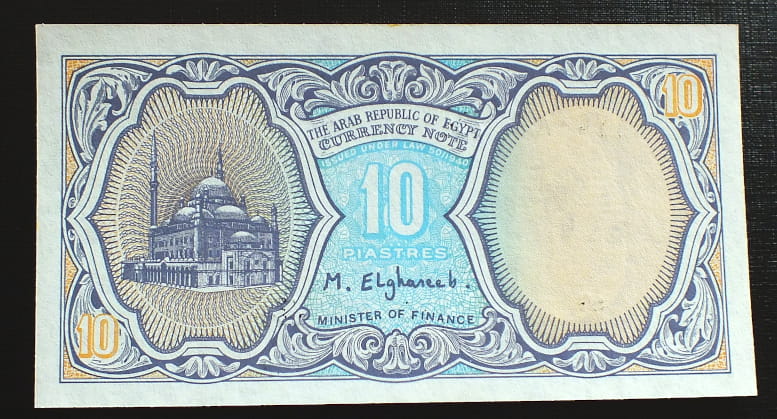 10
THE ARAB REPUBLIC OF EGYPT
CURRENCY NOTE
ISSUED UNDER LAW 50/1940
10
PIASTRES
M. Elghareeb.
MINISTER OF FINANCE
10